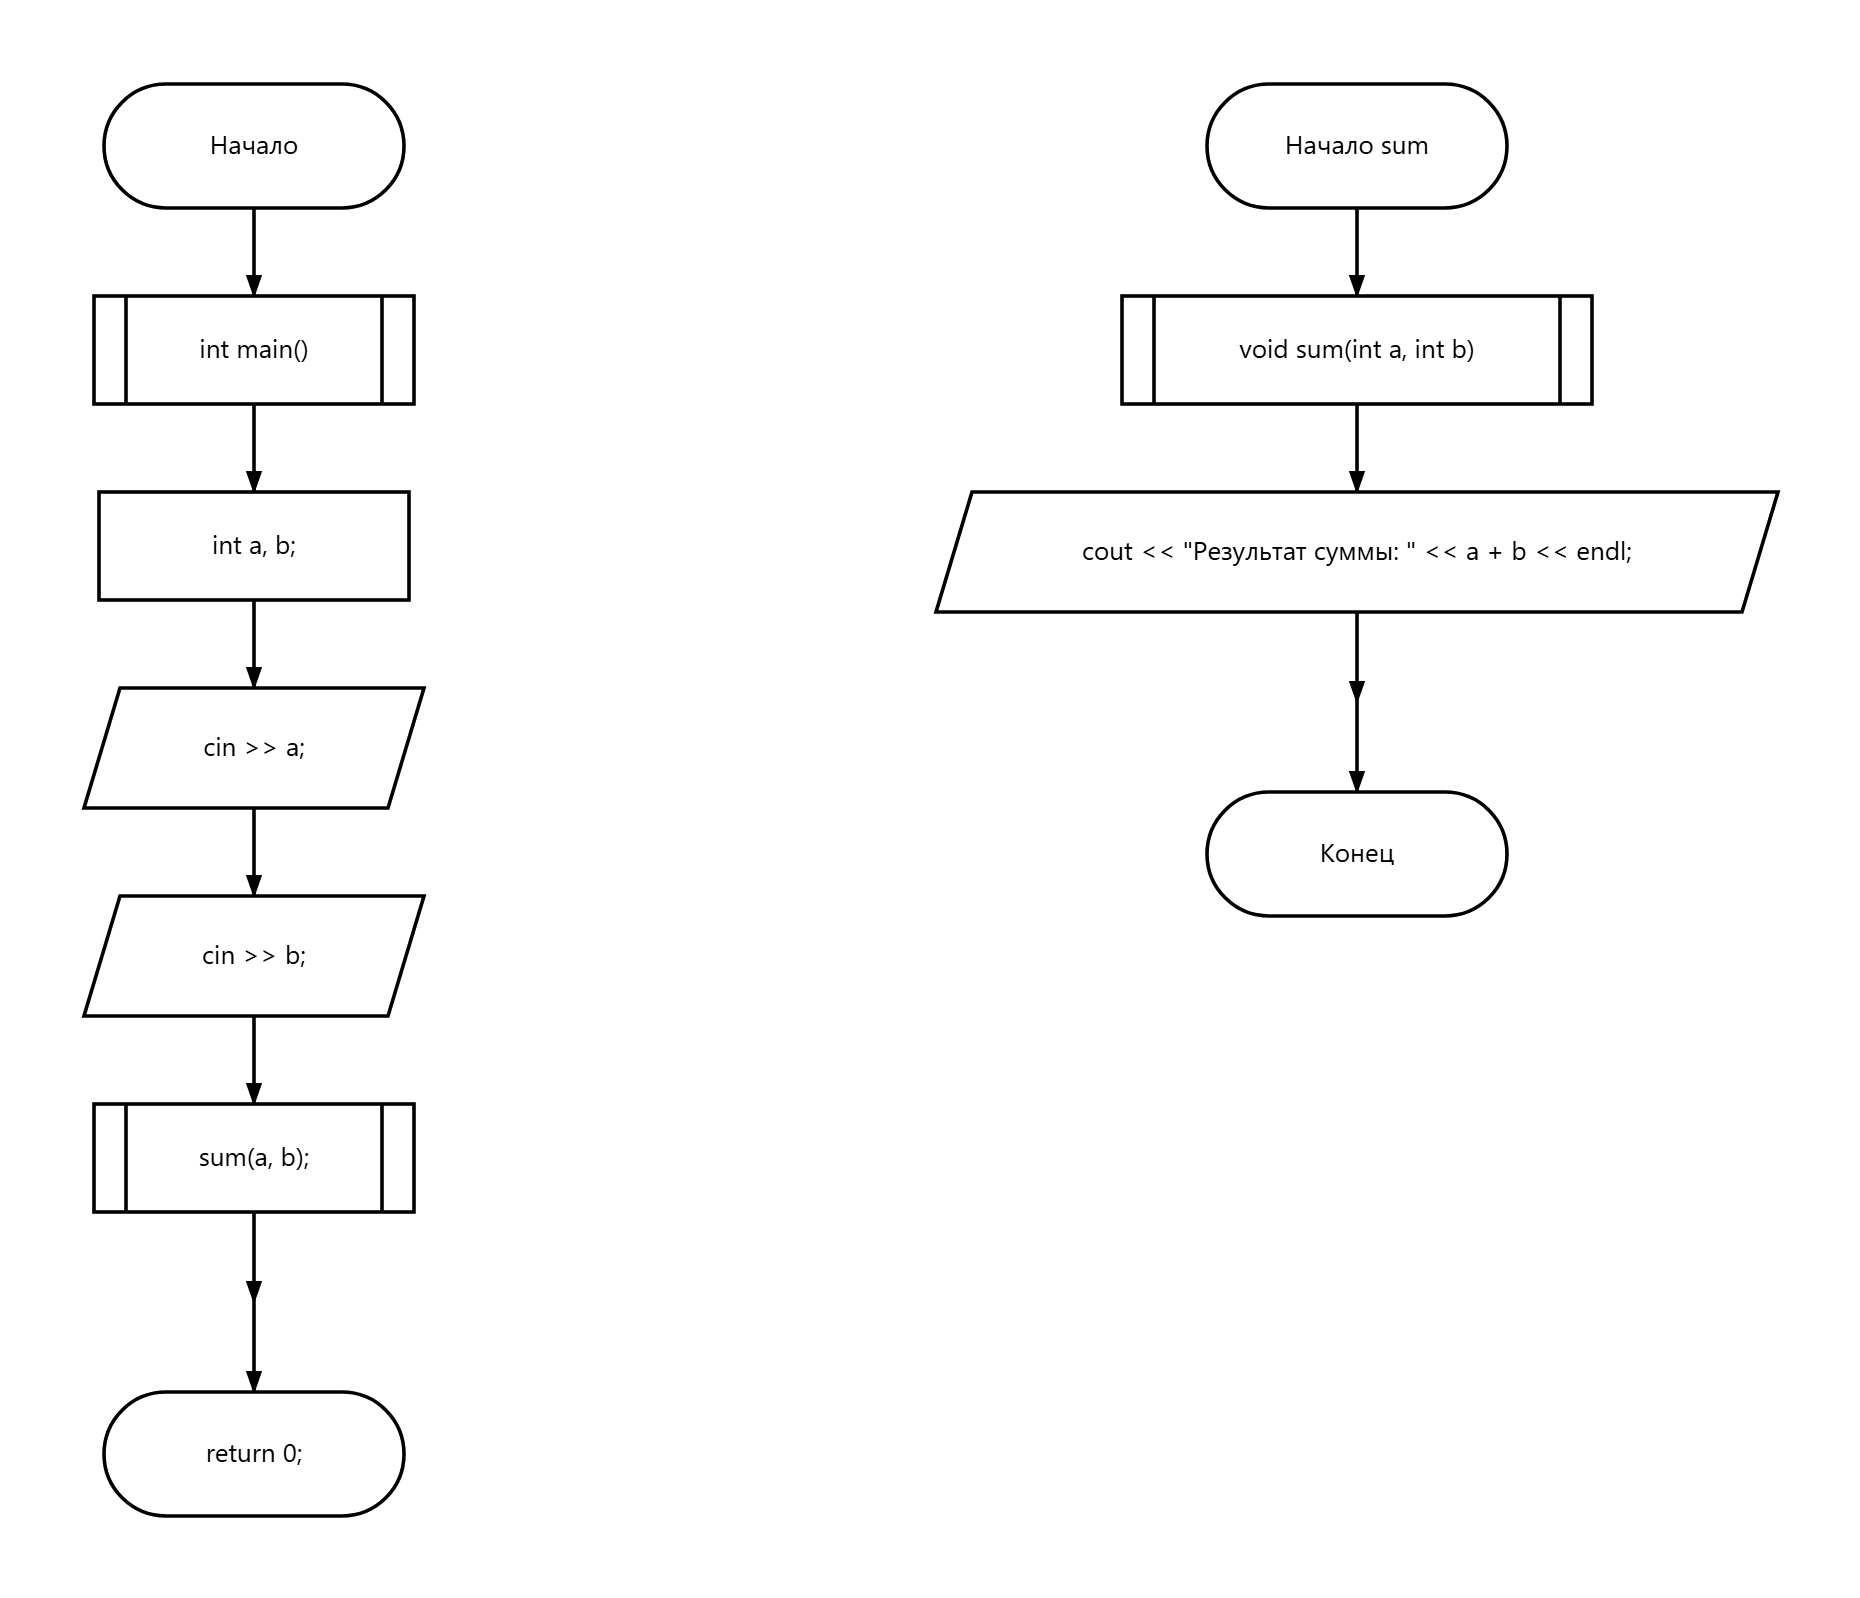 Начало
int main()
int a, b;
cin >> a;
cin >> b;
sum(a, b);
return 0;
Начало sum
void sum(int a, int b)
cout << "Результат суммы: " << a + b << endl;
Конец